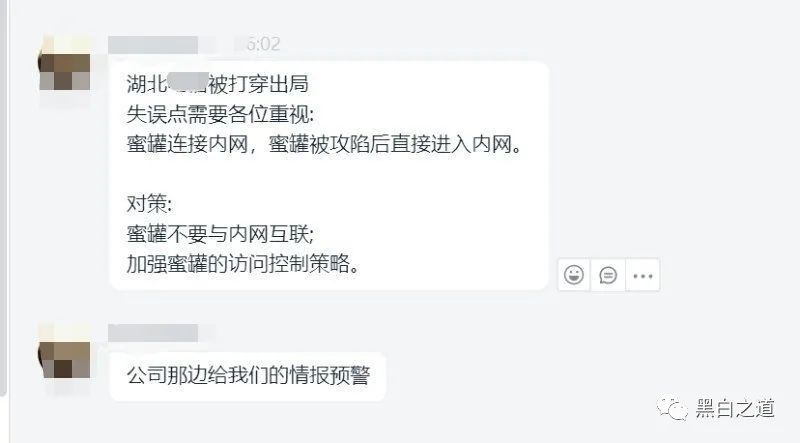 5:02
湖北被打穿出局
失误点需要各位重视:
蜜罐连接内网，蜜罐被攻陷后直接进入内网。
对策:
蜜罐不要与内网互联;
加强蜜罐的访问控制策略。
公司那边给我们的情报预警
黑白之道